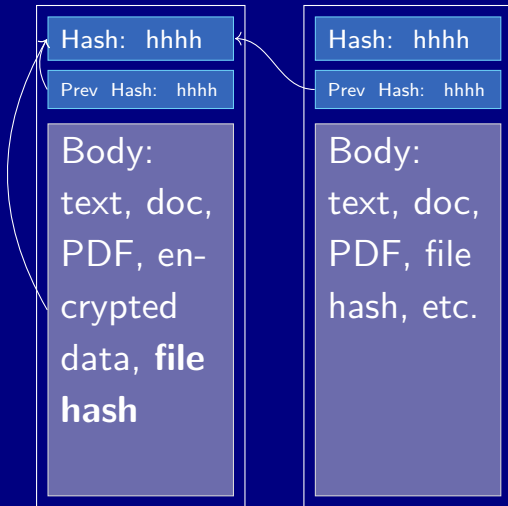 Hash: hhhh
Prev Hash: hhhh
Body:
text, doc,
PDF, en-
crypted
data, file
hash
Hash: hhhh
Prev Hash: hhhh
Body:
text, doc,
PDF, file
hash, etc.